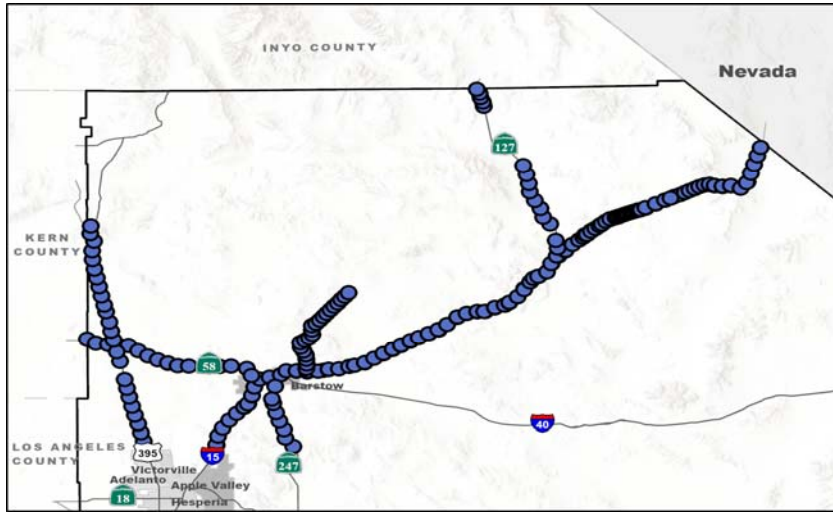 INYO COUNTY
Nevada
127
KERN
COUNTY
58
Barstow
40
LOS ANGELES
COUNTY
395
15
247
Victorville
Adelanto
Apple Valley
18
Hesperia